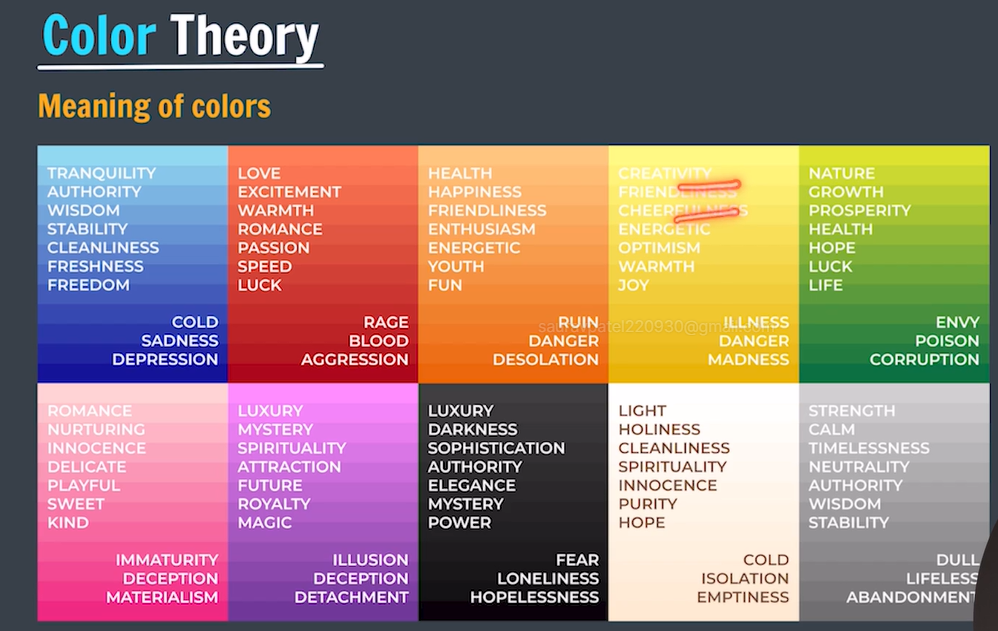 Color Theory
Meaning of colors
TRANQUILITY
AUTHORITY
WISDOM
STABILITY
CLEANLINESS
FRESHNESS
FREEDOM
COLD
SADNESS
DEPRESSION
LOVE
EXCITEMENT
WARMTH
ROMANCE
PASSION
SPEED
LUCK
RAGE
BLOOD
AGGRESSION
HEALTH
HAPPINESS
FRIENDLINESS
ENTHUSIASM
ENERGETIC
YOUTH
FUN
RUIN
DANGER
DESOLATION
CREATIVITY
FRIENDLINESS
CHEERFULNESS
ENERGETIC
OPTIMISM
WARMTH
JOY
ILLNESS
DANGER
MADNESS
NATURE
GROWTH
PROSPERITY
HEALTH
HOPE
LUCK
LIFE
ENVY
POISON
CORRUPTION
ROMANCE
NURTURING
INNOCENCE
DELICATE
PLAYFUL
SWEET
KIND
IMMATURITY
DECEPTION
MATERIALISM
LUXURY
MYSTERY
SPIRITUALITY
ATTRACTION
FUTURE
ROYALTY
MAGIC
ILLUSION
DECEPTION
DETACHMENT
LUXURY
DARKNESS
SOPHISTICATION
AUTHORITY
ELEGANCE
MYSTERY
POWER
FEAR
LONELINESS
HOPELESSNESS
LIGHT
HOLINESS
CLEANLINESS
SPIRITUALITY
INNOCENCE
PURITY
HOPE
COLD
ISOLATION
EMPTINESS
STRENGTH
CALM
TIMELESSNESS
NEUTRALITY
AUTHORITY
WISDOM
STABILITY
DULL
LIFELESS
ABANDONMENT